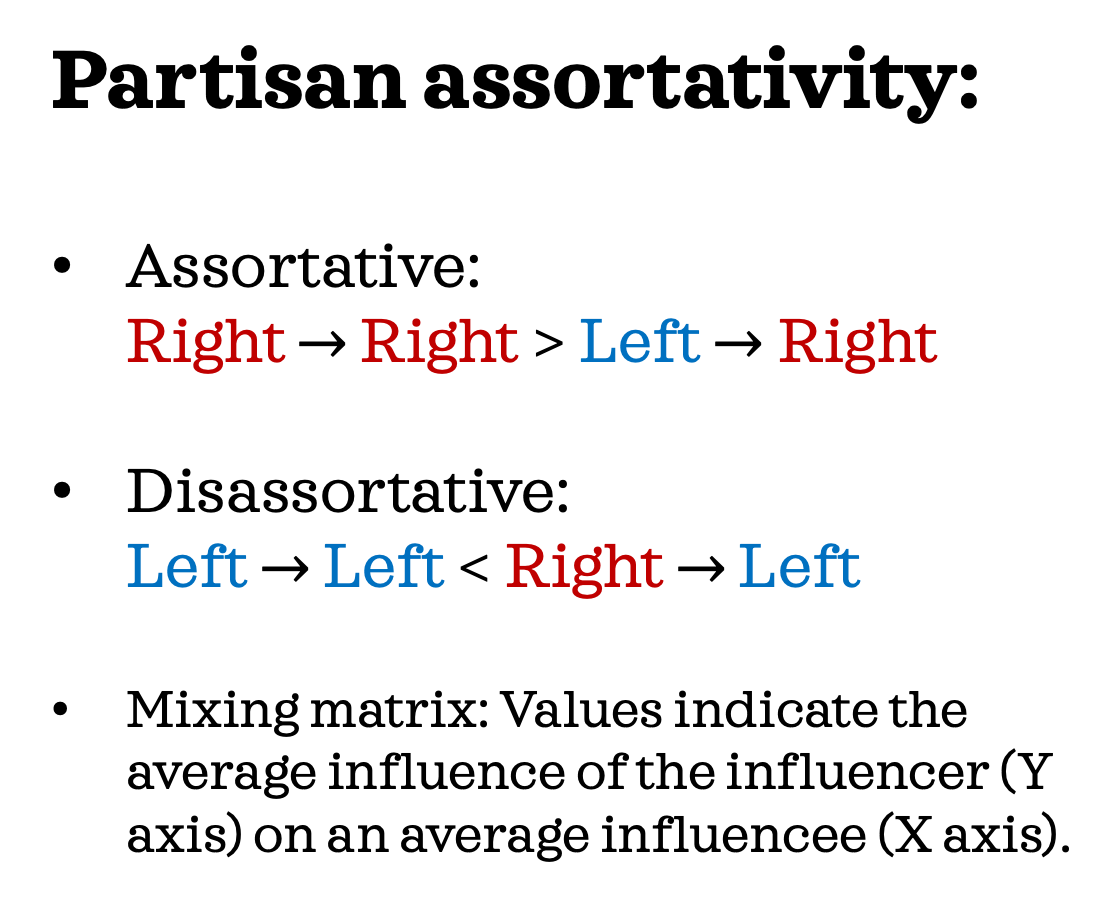 Partisan assortativity:
• Assortative:
Right → Right > Left → Right
• Disassortative:
Left → Left < Right → Left
• Mixing matrix: Values indicate the
average influence of the influencer (Y
axis) on an average influencee (X axis).